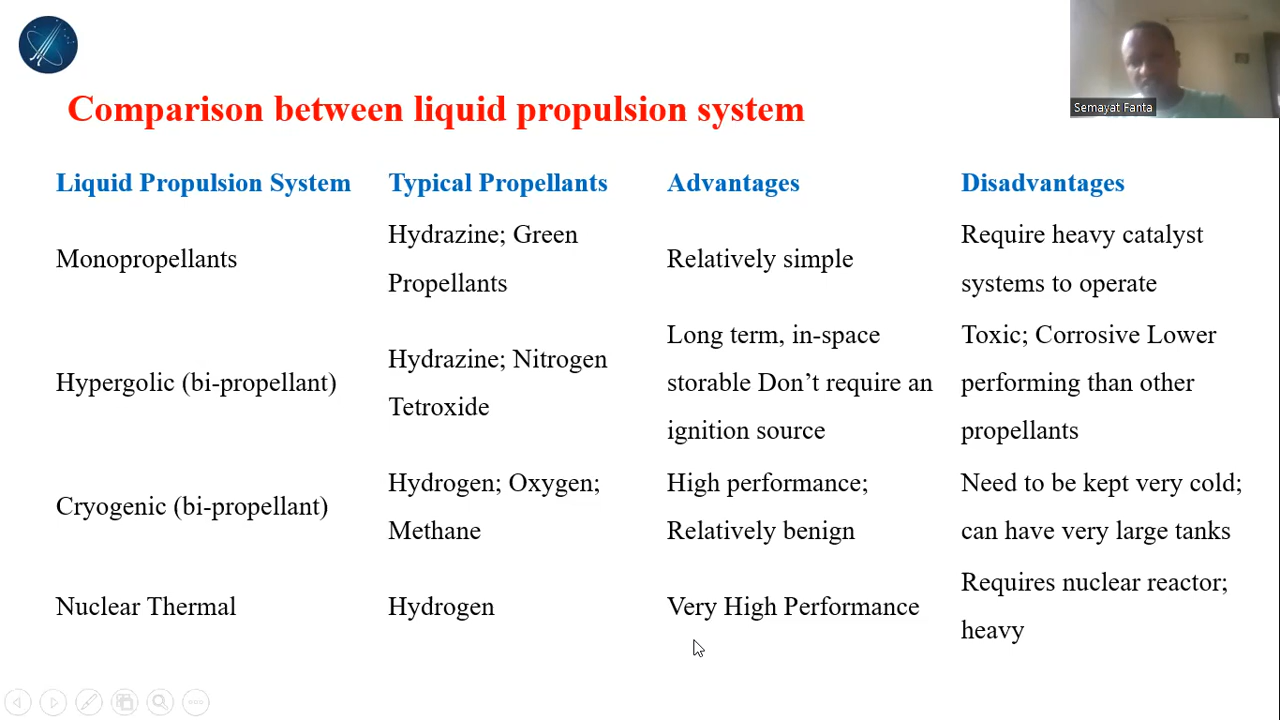 Semayat Fanta
Comparison between liquid propulsion system
Liquid Propulsion System Typical Propellants Advantages Disadvantages
Monopropellants
Hydrazine; Green
Propellants
Relatively simple
Require heavy catalyst
systems to operate
Hypergolic (bi-propellant)
Hydrazine; Nitrogen
Tetroxide
Long term, in-space
storable Don’t require an
ignition source
Toxic; Corrosive Lower
performing than other
propellants
Cryogenic (bi-propellant)
Hydrogen; Oxygen;
Methane
High performance;
Relatively benign
Need to be kept very cold;
can have very large tanks
Nuclear Thermal
Hydrogen
Very High Performance
Requires nuclear reactor;
heavy